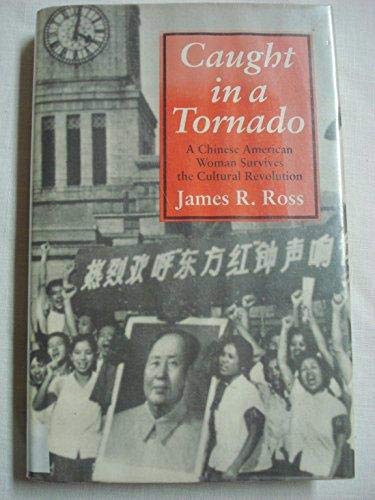 Caught
in a
Tornado
A Chinese American
Woman Survives
the Cultural Revolution
James R. Ross
热烈欢呼东方红钟声响